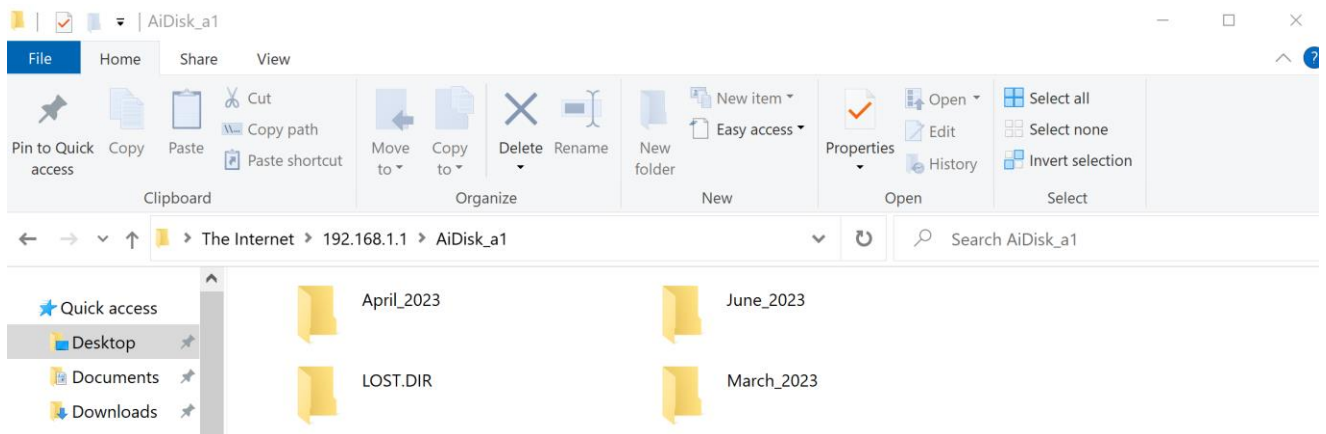 AiDisk_a1
File Home Share View
Pin to Quick access
Copy
Paste
Cut
Copy path
Paste shortcut
Clipboard
Move to
Copy to
Delete
Rename
Organize
New folder
New item
Easy access
New
Properties
Open
Edit
History
Open
Select all
Select none
Invert selection
Select
The Internet > 192.168.1.1 > AiDisk_a1
Search AiDisk_a1
Quick access
Desktop
Documents
Downloads
April_2023
June_2023
LOST.DIR
March_2023